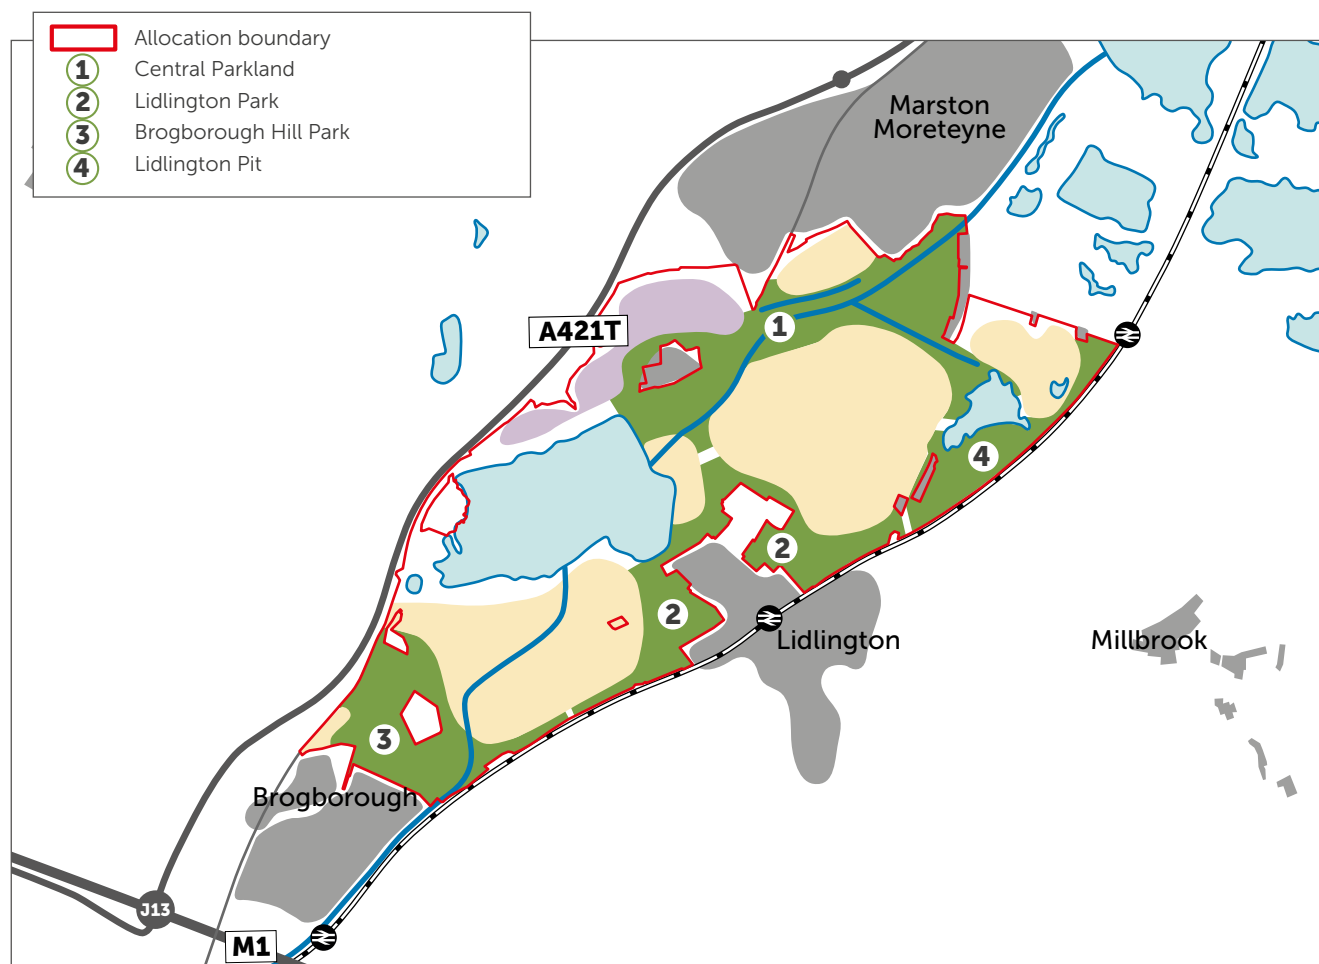 Allocation boundary
1 Central Parkland
2 Lidlington Park
3 Brogborough Hill Park
4 Lidlington Pit
Marston
Moreteyne
A421T
1
4
2
2
Lidlington
Millbrook
3
Brogborough
J13
M1